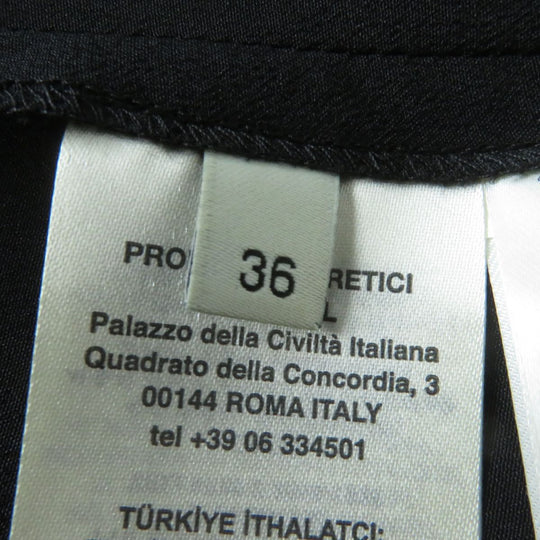 36
PRO RETICI
L
Palazzo della Civiltà Italiana
Quadrato della Concordia, 3
00144 ROMA ITALY
tel +39 06 334501
TÜRKİYE İTHALATÇI: